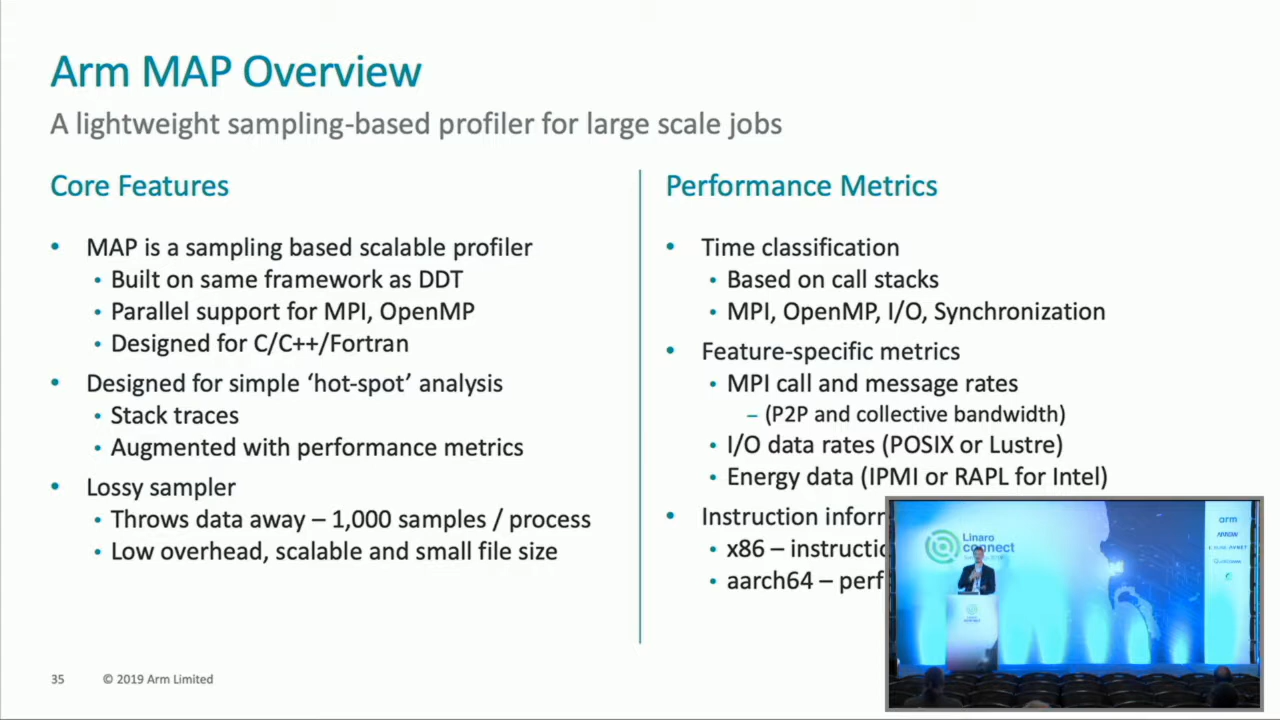 Arm MAP Overview
A lightweight sampling-based profiler for large scale jobs
Core Features
• MAP is a sampling based scalable profiler
• Built on same framework as DDT
• Parallel support for MPI, OpenMP
• Designed for C/C++/Fortran
• Designed for simple ‘hot-spot’ analysis
• Stack traces
• Augmented with performance metrics
• Lossy sampler
• Throws data away – 1,000 samples / process
• Low overhead, scalable and small file size
Performance Metrics
• Time classification
• Based on call stacks
• MPI, OpenMP, I/O, Synchronization
• Feature-specific metrics
• MPI call and message rates
– (P2P and collective bandwidth)
• I/O data rates (POSIX or Lustre)
• Energy data (IPMI or RAPL for Intel)
• Instruction infor
• x86 – instructio
• aarch64 – perf
Linaro
connect
arm
35 © 2019 Arm Limited